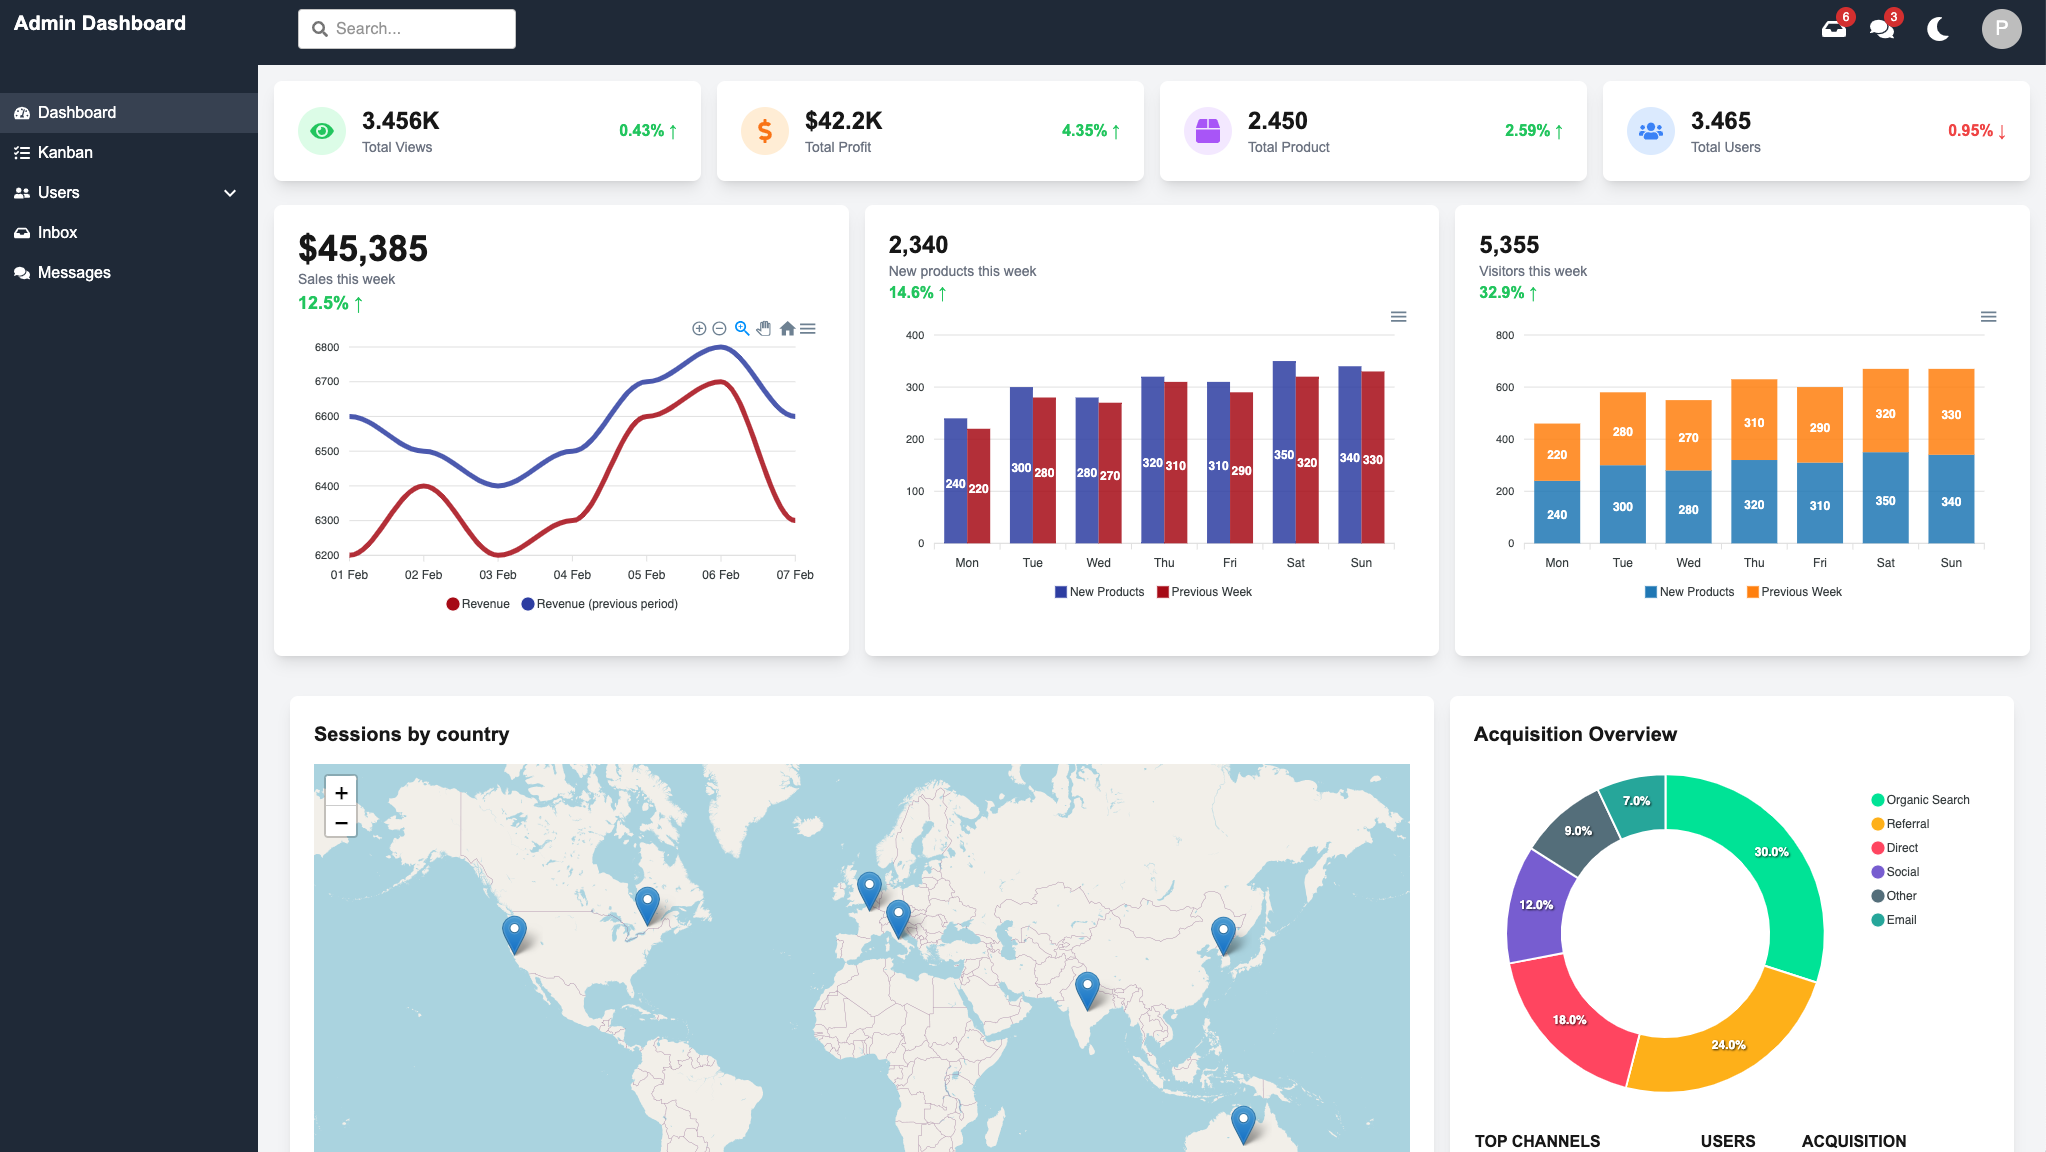 Admin Dashboard
Search...
6
3
P
Dashboard
Kanban
Users
Inbox
Messages
3.456K
Total Views
0.43% ↑
$42.2K
Total Profit
4.35% ↑
2.450
Total Product
2.59% ↑
3.465
Total Users
0.95% ↓
$45,385
Sales this week
12.5% ↑
6800
6700
6600
6500
6400
6300
6200
01 Feb 02 Feb 03 Feb 04 Feb 05 Feb 06 Feb 07 Feb
Revenue Revenue (previous period)
2,340
New products this week
14.6% ↑
400
300
200
100
0
240 220 300 280 280 270 320 310 310 290 350 320 340 330
Mon Tue Wed Thu Fri Sat Sun
New Products Previous Week
5,355
Visitors this week
32.9% ↑
800
600
400
200
0
220 280 270 310 290 320 330
240 300 280 320 310 350 340
Mon Tue Wed Thu Fri Sat Sun
New Products Previous Week
Sessions by country
+
−
Acquisition Overview
7.0%
9.0%
30.0%
12.0%
18.0%
24.0%
Organic Search
Referral
Direct
Social
Other
Email
TOP CHANNELS USERS ACQUISITION